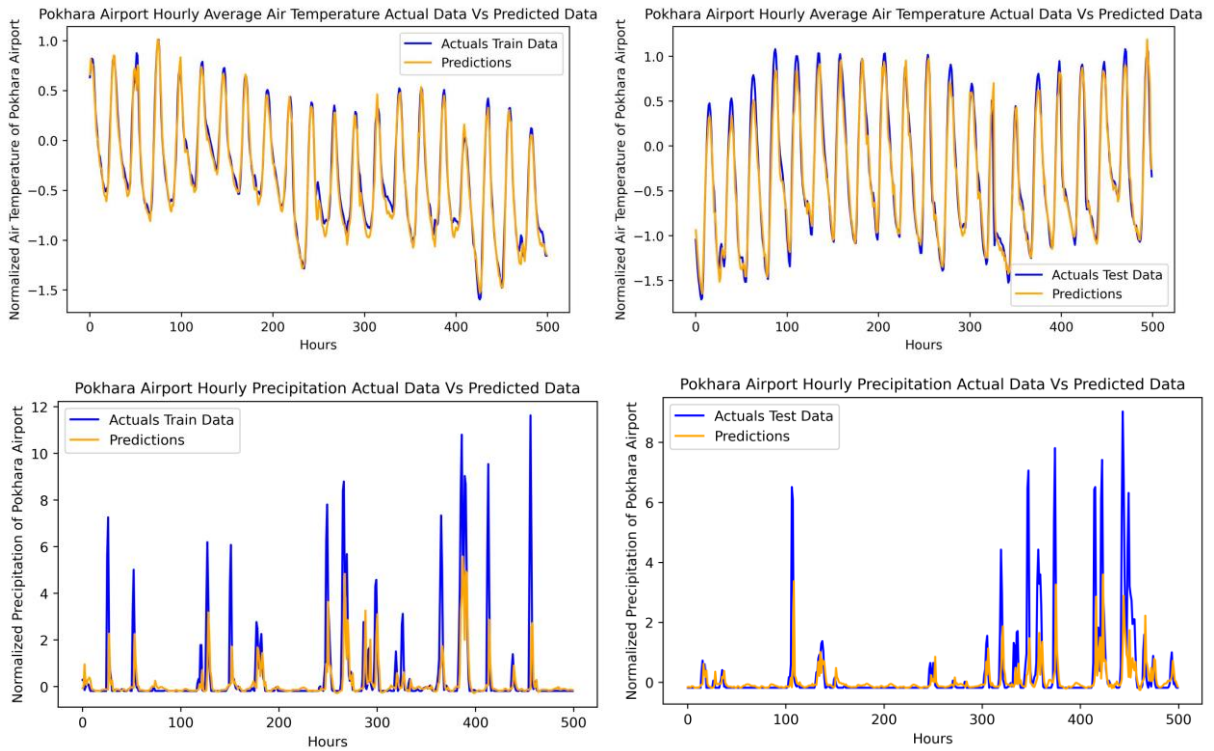 Pokhara Airport Hourly Average Air Temperature Actual Data Vs Predicted Data
Normalized Air Temperature of Pokhara Airport
1.0
0.5
0.0
−0.5
−1.0
−1.5
Actuals Train Data
Predictions
0
100
200
300
400
500
Hours
Pokhara Airport Hourly Average Air Temperature Actual Data Vs Predicted Data
Normalized Air Temperature of Pokhara Airport
1.0
0.5
0.0
−0.5
−1.0
−1.5
Actuals Test Data
Predictions
0
100
200
300
400
500
Hours
Pokhara Airport Hourly Precipitation Actual Data Vs Predicted Data
Normalized Precipitation of Pokhara Airport
12
10
8
6
4
2
0
Actuals Train Data
Predictions
0
100
200
300
400
500
Hours
Pokhara Airport Hourly Precipitation Actual Data Vs Predicted Data
Normalized Precipitation of Pokhara Airport
8
6
4
2
0
Actuals Test Data
Predictions
0
100
200
300
400
500
Hours